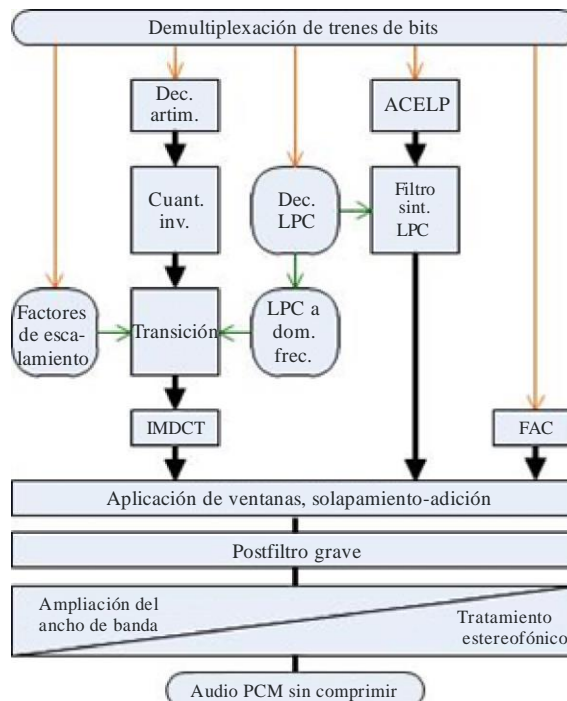 Demultiplexación de trenes de bits
Dec.
artim.
ACELP
Cuant.
inv.
Dec.
LPC
Filtro
sint.
LPC
Factores
de esca-
lamiento
Transición
LPC a
dom.
frec.
IMDCT
FAC
Aplicación de ventanas, solapamiento-adición
Postfiltro grave
Ampliación del
ancho de banda
Tratamiento
estereofónico
Audio PCM sin comprimir